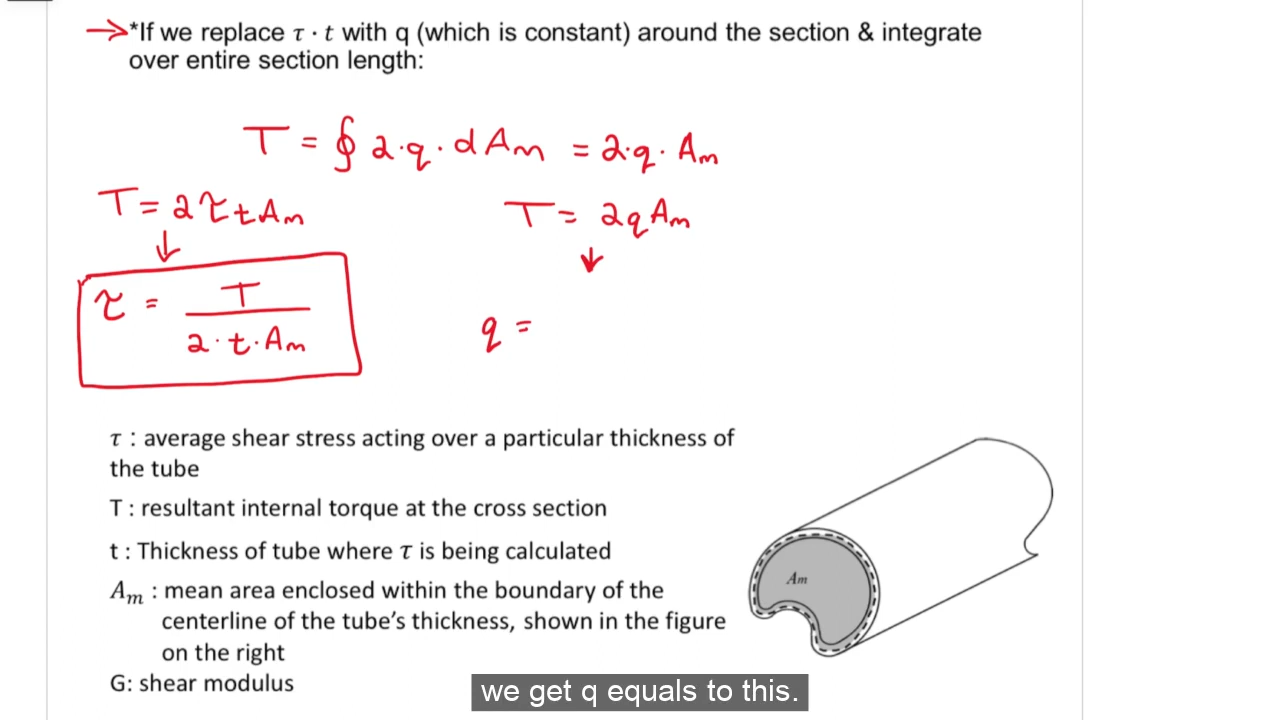 → *If we replace τ · t with q (which is constant) around the section & integrate
over entire section length:
T = ∮ 2·q·dAm = 2·q·Am
T = 2τtAm
T = 2qAm
↓
↓
τ = T / 2·t·Am
q =
τ : average shear stress acting over a particular thickness of
the tube
T : resultant internal torque at the cross section
t : Thickness of tube where τ is being calculated
Am : mean area enclosed within the boundary of the
centerline of the tube's thickness, shown in the figure
on the right
G: shear modulus
Am
we get q equals to this.